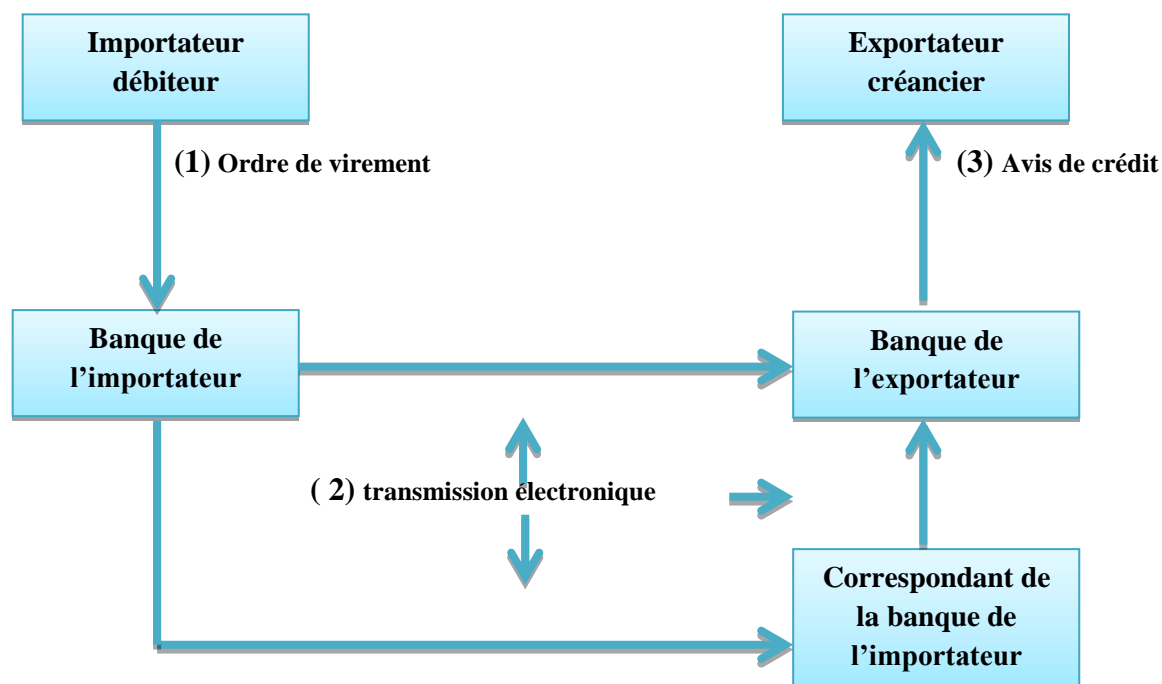 Importateur
débiteur
Exportateur
créancier
(1) Ordre de virement
(3) Avis de crédit
Banque de
l’importateur
Banque de
l’exportateur
( 2) transmission électronique
Correspondant de
la banque de
l’importateur